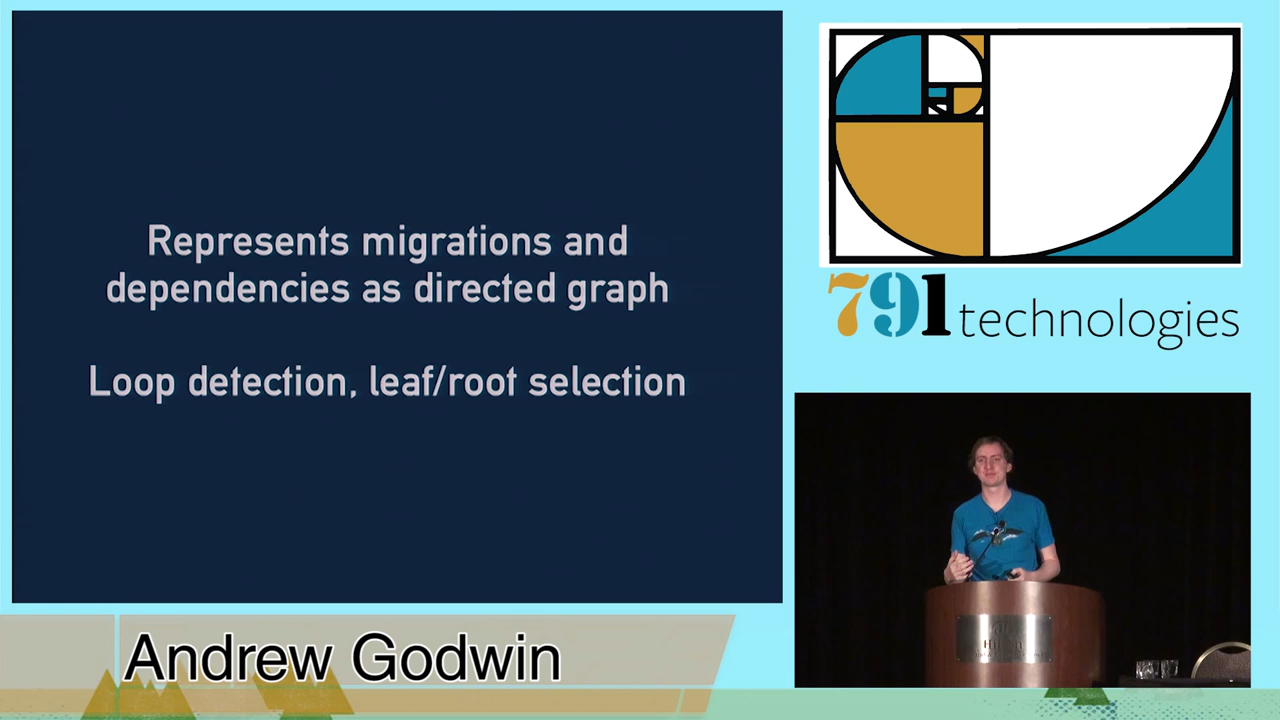 Represents migrations and
dependencies as directed graph
Loop detection, leaf/root selection
791 technologies
Andrew Godwin